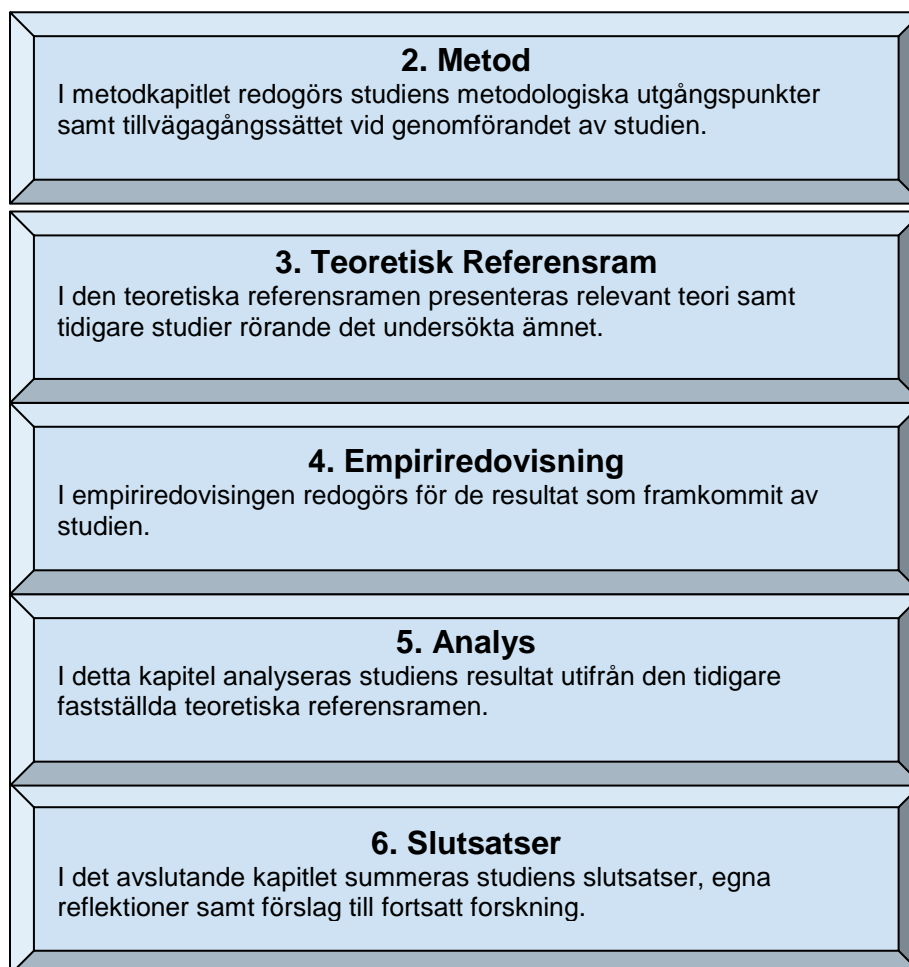 2. Metod
I metodkapitlet redogörs studiens metodologiska utgångspunkter
samt tillvägagångssättet vid genomförandet av studien.
3. Teoretisk Referensram
I den teoretiska referensramen presenteras relevant teori samt
tidigare studier rörande det undersökta ämnet.
4. Empiriredovisning
I empiriredovisingen redogörs för de resultat som framkommit av
studien.
5. Analys
I detta kapitel analyseras studiens resultat utifrån den tidigare
fastställda teoretiska referensramen.
6. Slutsatser
I det avslutande kapitlet summeras studiens slutsatser, egna
reflektioner samt förslag till fortsatt forskning.